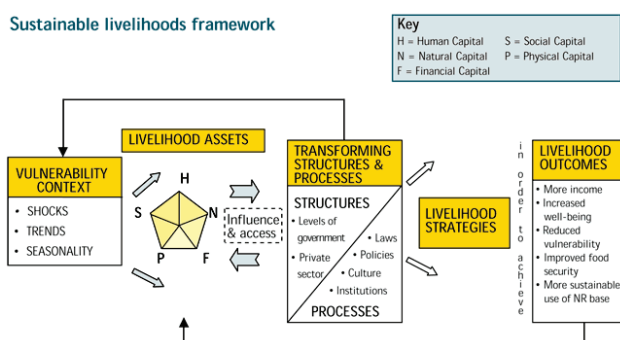 Sustainable livelihoods framework
Key
H = Human Capital S = Social Capital
N = Natural Capital P = Physical Capital
F = Financial Capital
LIVELIHOOD ASSETS
VULNERABILITY
CONTEXT
• SHOCKS
• TRENDS
• SEASONALITY
H
S
N
P
F
Influence
& access
TRANSFORMING
STRUCTURES &
PROCESSES
STRUCTURES
• Levels of
government
• Private
sector
• Laws
• Policies
• Culture
• Institutions
PROCESSES
LIVELIHOOD
STRATEGIES
in order to achieve
LIVELIHOOD
OUTCOMES
• More income
• Increased
well-being
• Reduced
vulnerability
• Improved food
security
• More sustainable
use of NR base